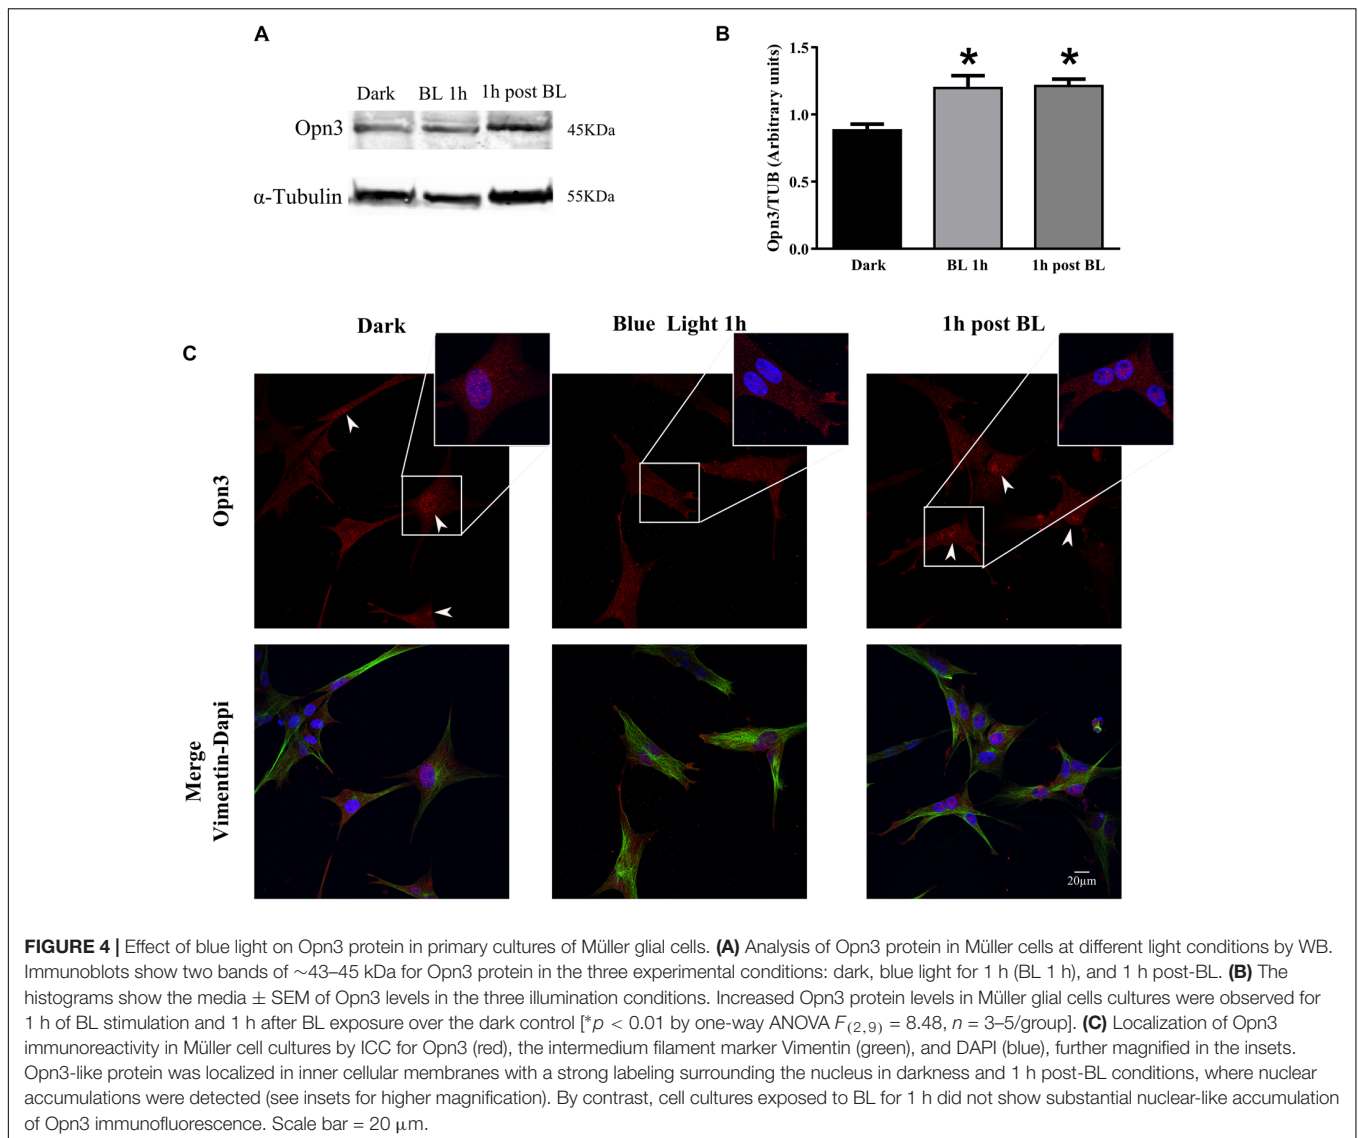 A
Dark BL 1h 1h post BL
Opn3 45KDa
α-Tubulin 55KDa
B
Opn3/TUB (Arbitrary units)
1.5
1.0
0.5
0.0
* *
Dark BL 1h 1h post BL
C
Dark Blue Light 1h 1h post BL
Opn3
Merge
Vimentin-Dapi
20μm
FIGURE 4 | Effect of blue light on Opn3 protein in primary cultures of Müller glial cells. (A) Analysis of Opn3 protein in Müller cells at different light conditions by WB.
Immunoblots show two bands of ∼43–45 kDa for Opn3 protein in the three experimental conditions: dark, blue light for 1 h (BL 1h), and 1 h post-BL. (B) The
histograms show the media ± SEM of Opn3 levels in the three illumination conditions. Increased Opn3 protein levels in Müller glial cells cultures were observed for
1 h of BL stimulation and 1 h after BL exposure over the dark control [*p < 0.01 by one-way ANOVA F(2,9) = 8.48, n = 3–5/group]. (C) Localization of Opn3
immunoreactivity in Müller cell cultures by ICC for Opn3 (red), the intermedium filament marker Vimentin (green), and DAPI (blue), further magnified in the insets.
Opn3-like protein was localized in inner cellular membranes with a strong labeling surrounding the nucleus in darkness and 1 h post-BL conditions, where nuclear
accumulations were detected (see insets for higher magnification). By contrast, cell cultures exposed to BL for 1 h did not show substantial nuclear-like accumulation
of Opn3 immunofluorescence. Scale bar = 20 μm.